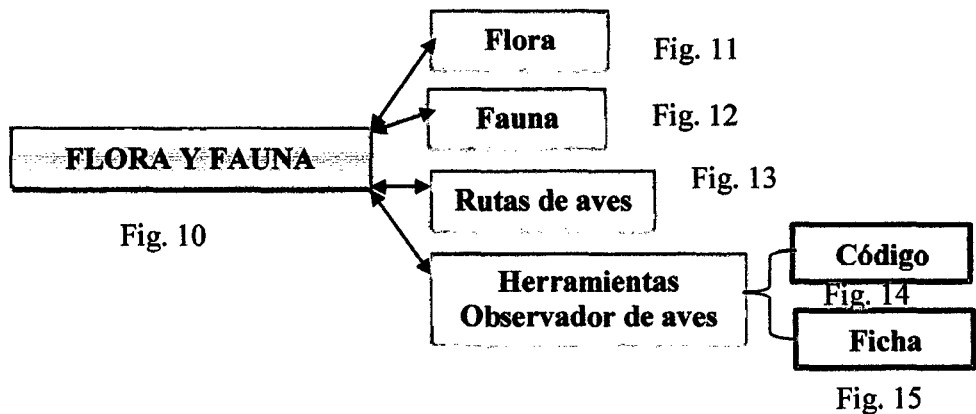 Flora
Fig. 11
Fauna
Fig. 12
FLORA Y FAUNA
Fig. 10
Rutas de aves
Fig. 13
Herramientas
Observador de aves
Código
Fig. 14
Ficha
Fig. 15